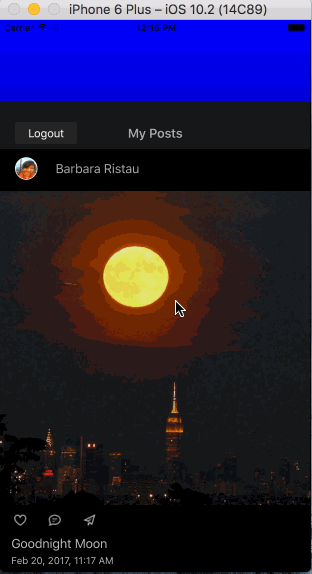 iPhone 6 Plus – iOS 10.2 (14C89)
Carrier 12:15 PM
Logout My Posts
Barbara Ristau
Goodnight Moon
Feb 20, 2017, 11:17 AM